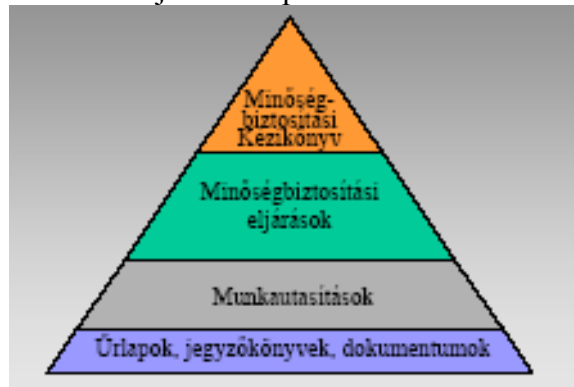 Minőség-
biztosítási
Kézikönyv
Minőségbiztosítási
eljárások
Munkautasítások
Űrlapok, jegyzőkönyvek, dokumentumok